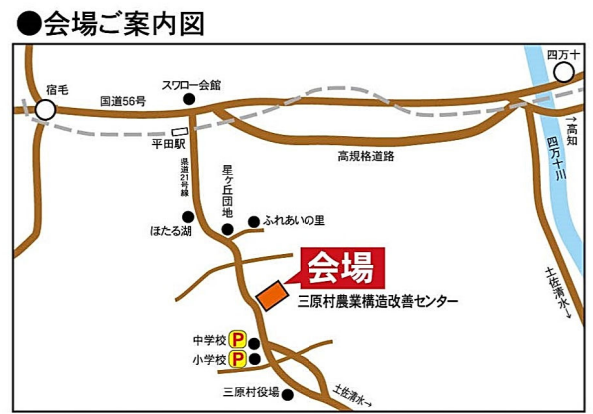 ●会場ご案内図
四万十
宿毛
スワロー会館
国道56号
→高知
平田駅
高規格道路
四万十川
県道21号線
星ヶ丘団地
ふれあいの里
ほたる湖
会場
土佐清水→
三原村農業構造改善センター
中学校 P
小学校 P
三原村役場
土佐清水→